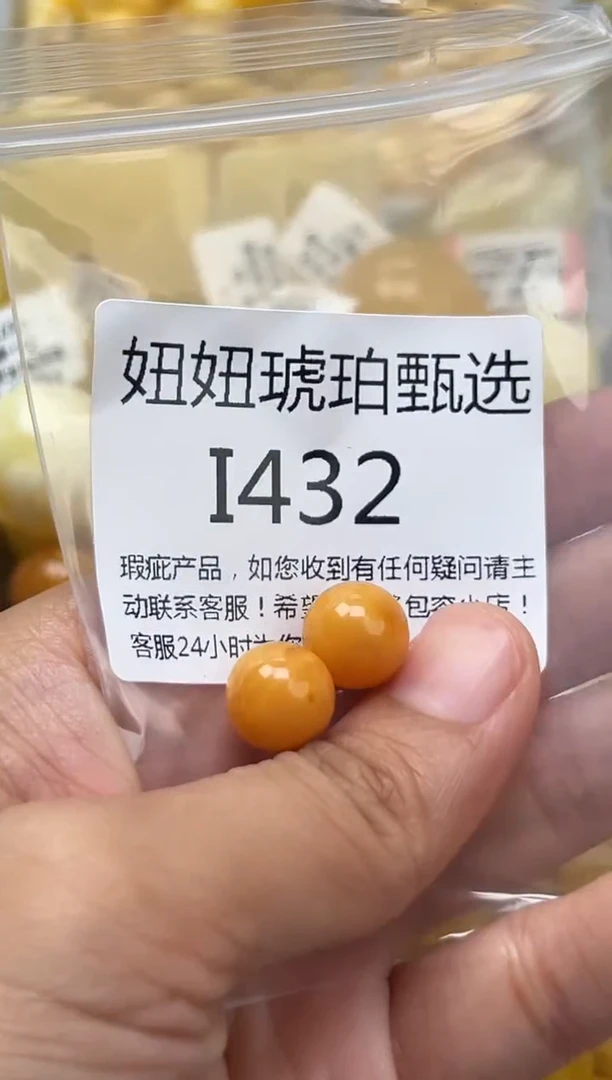 妞妞琥珀甄选
I432
瑕疵产品，如您收到有任何疑问请主
动联系客服！希包容小店！
客服24小时为您